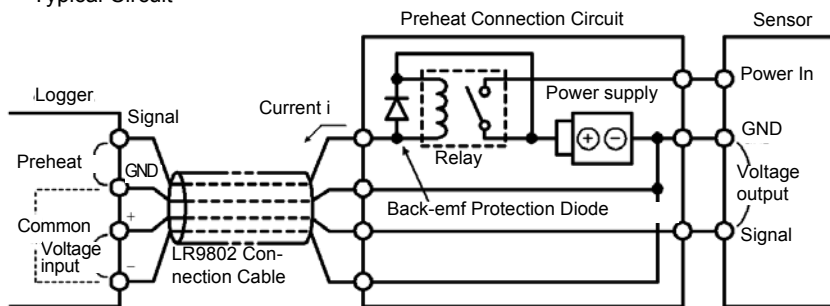 Typical Circuit
Preheat Connection Circuit
Sensor
Logger
Signal
Preheat
GND
Common
+
Voltage
input
−
LR9802 Con-
nection Cable
Current i
Relay
Power supply
+ −
Back-emf Protection Diode
Power In
GND
Voltage
output
Signal